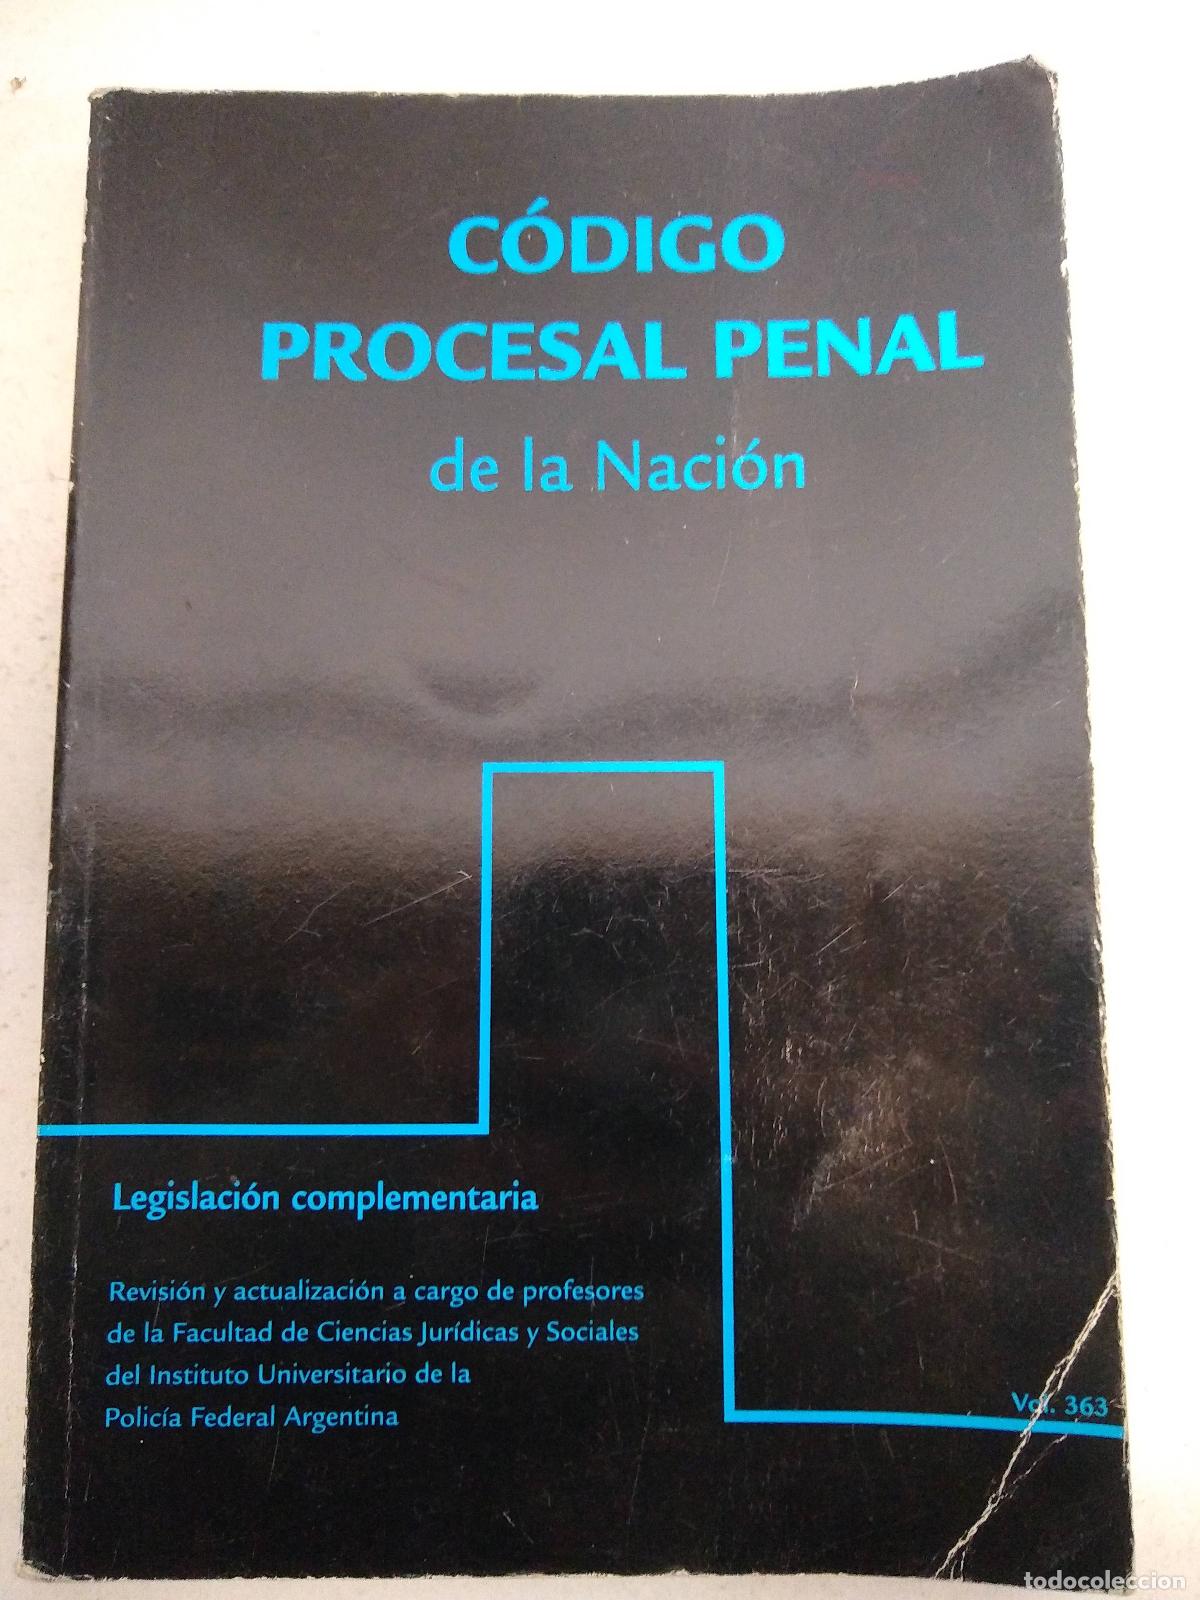 CÓDIGO
PROCESAL PENAL
de la Nación
Legislación complementaria
Revisión y actualización a cargo de profesores
de la Facultad de Ciencias Jurídicas y Sociales
del Instituto Universitario de la
Policía Federal Argentina
Vol. 363
todocoleccion